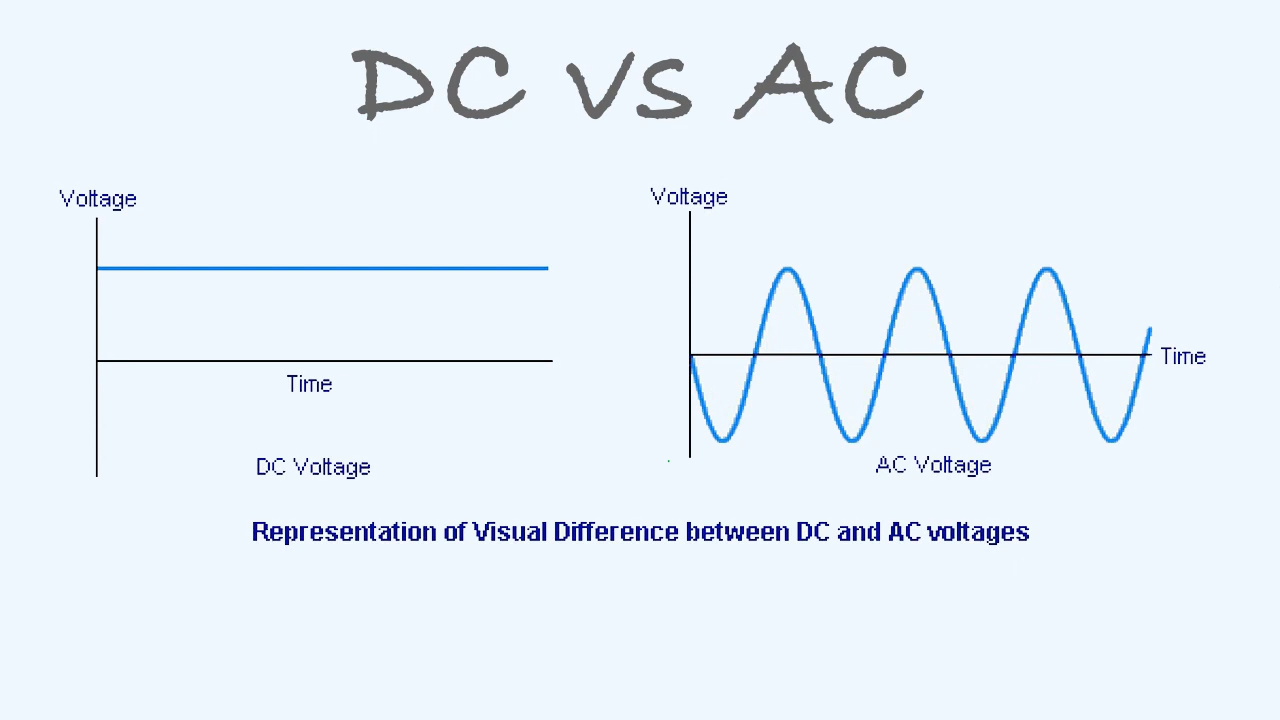 DC vs AC
Voltage
Time
DC Voltage
Voltage
Time
AC Voltage
Representation of Visual Difference between DC and AC voltages